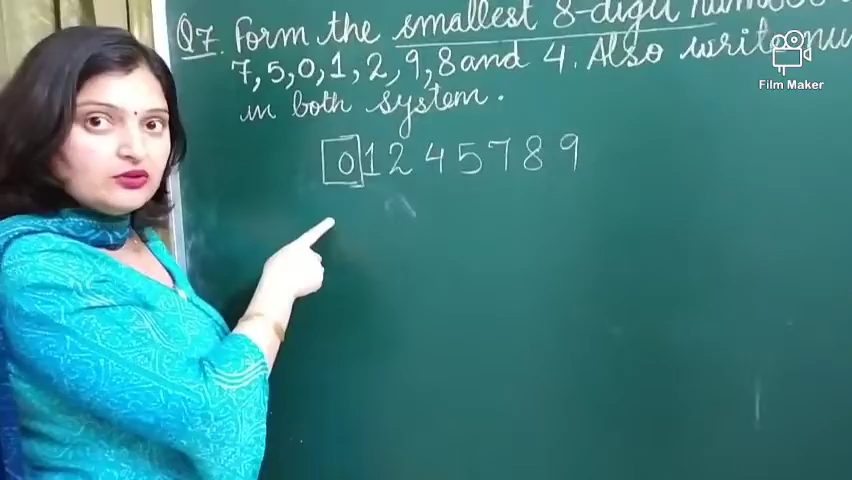 Q7. Form the smallest 8-digit number
7,5,0,1,2,9,8 and 4. Also write
in both system.
0 1 2 4 5 7 8 9
Film Maker